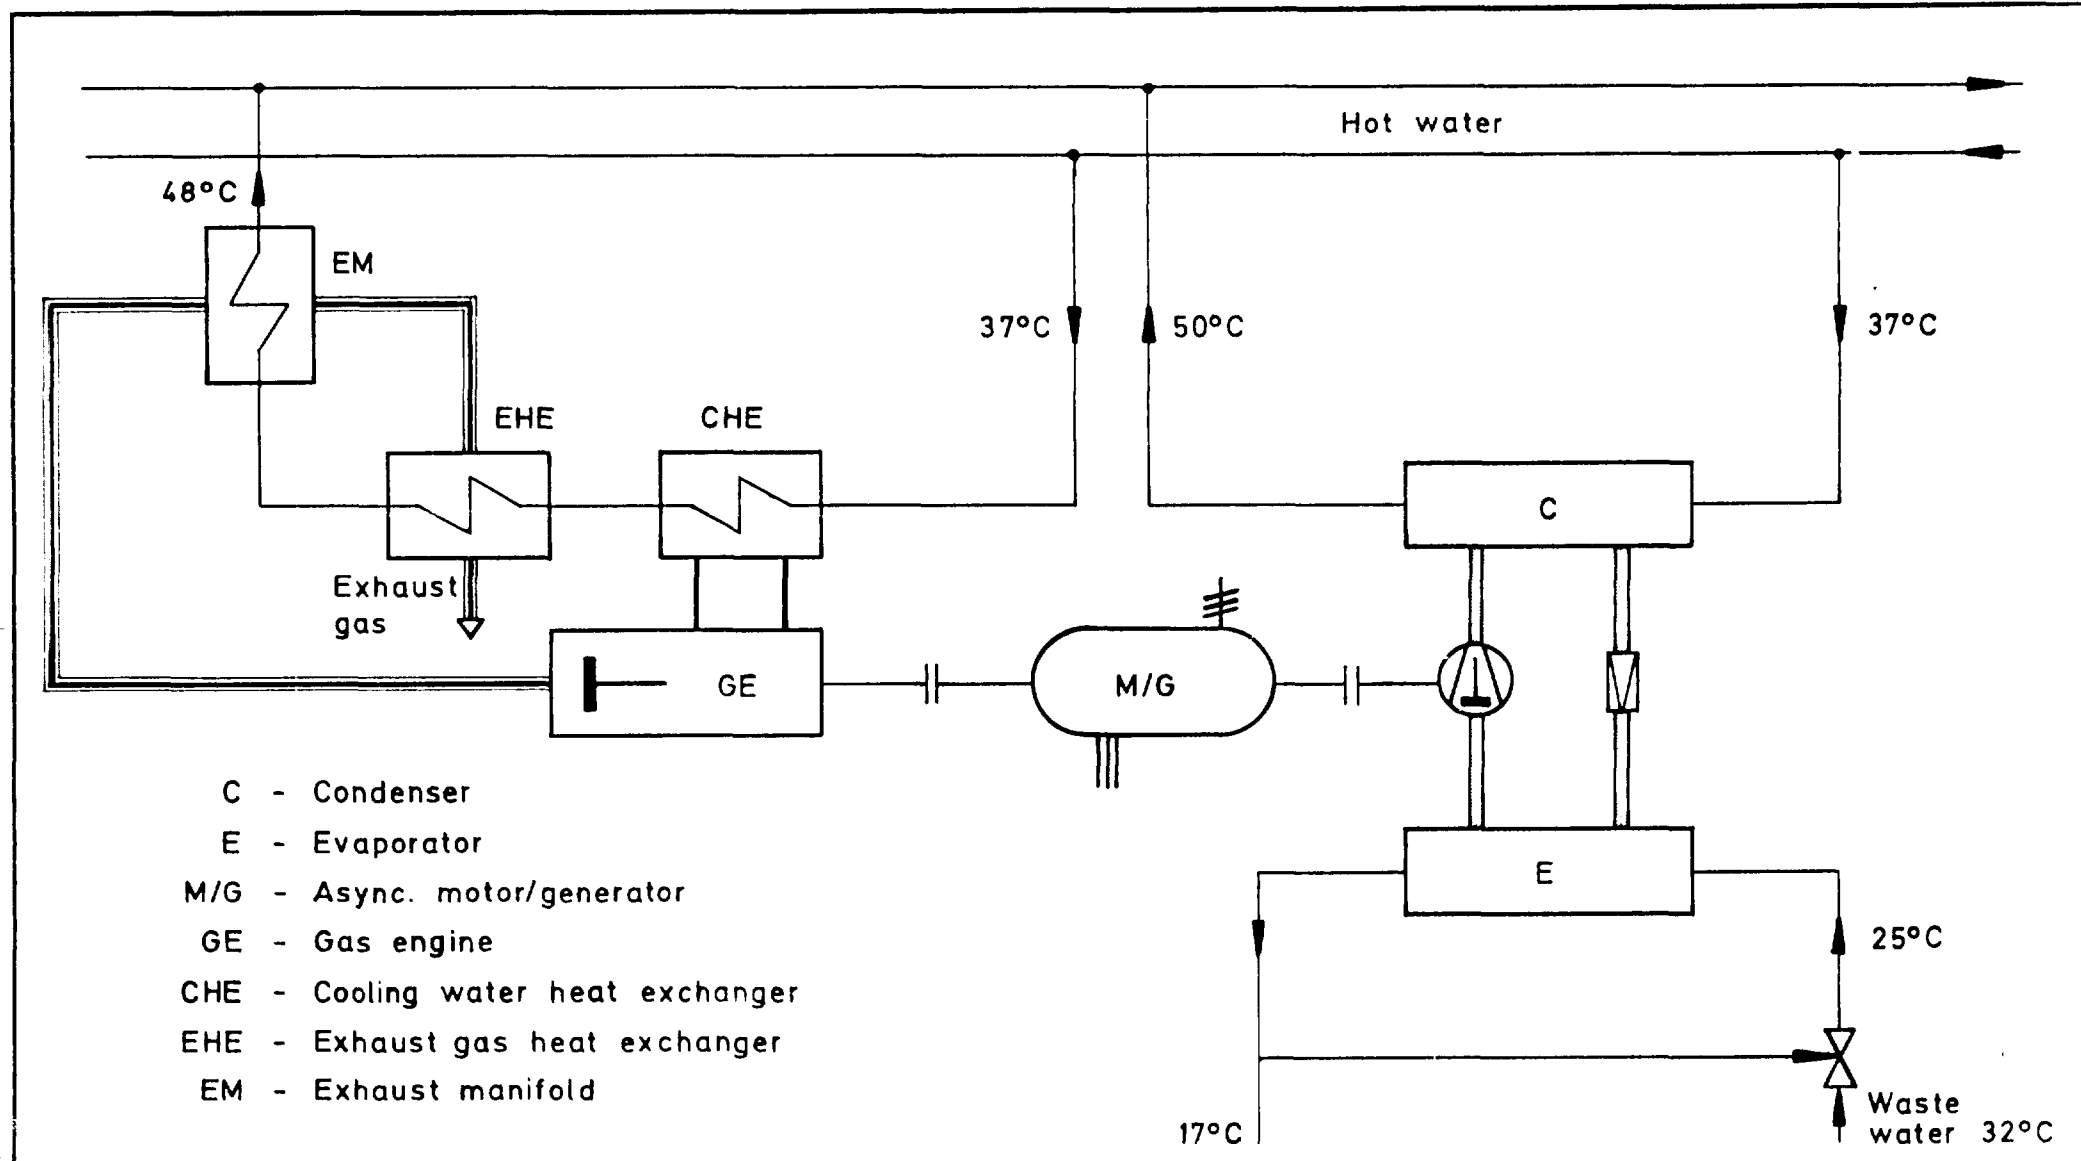 Hot water
48°C
EM
37°C
50°C
37°C
EHE
CHE
C
Exhaust
gas
GE
M/G
E
C - Condenser
E - Evaporator
M/G - Async. motor/generator
GE - Gas engine
CHE - Cooling water heat exchanger
EHE - Exhaust gas heat exchanger
EM - Exhaust manifold
25°C
17°C
Waste
water 32°C